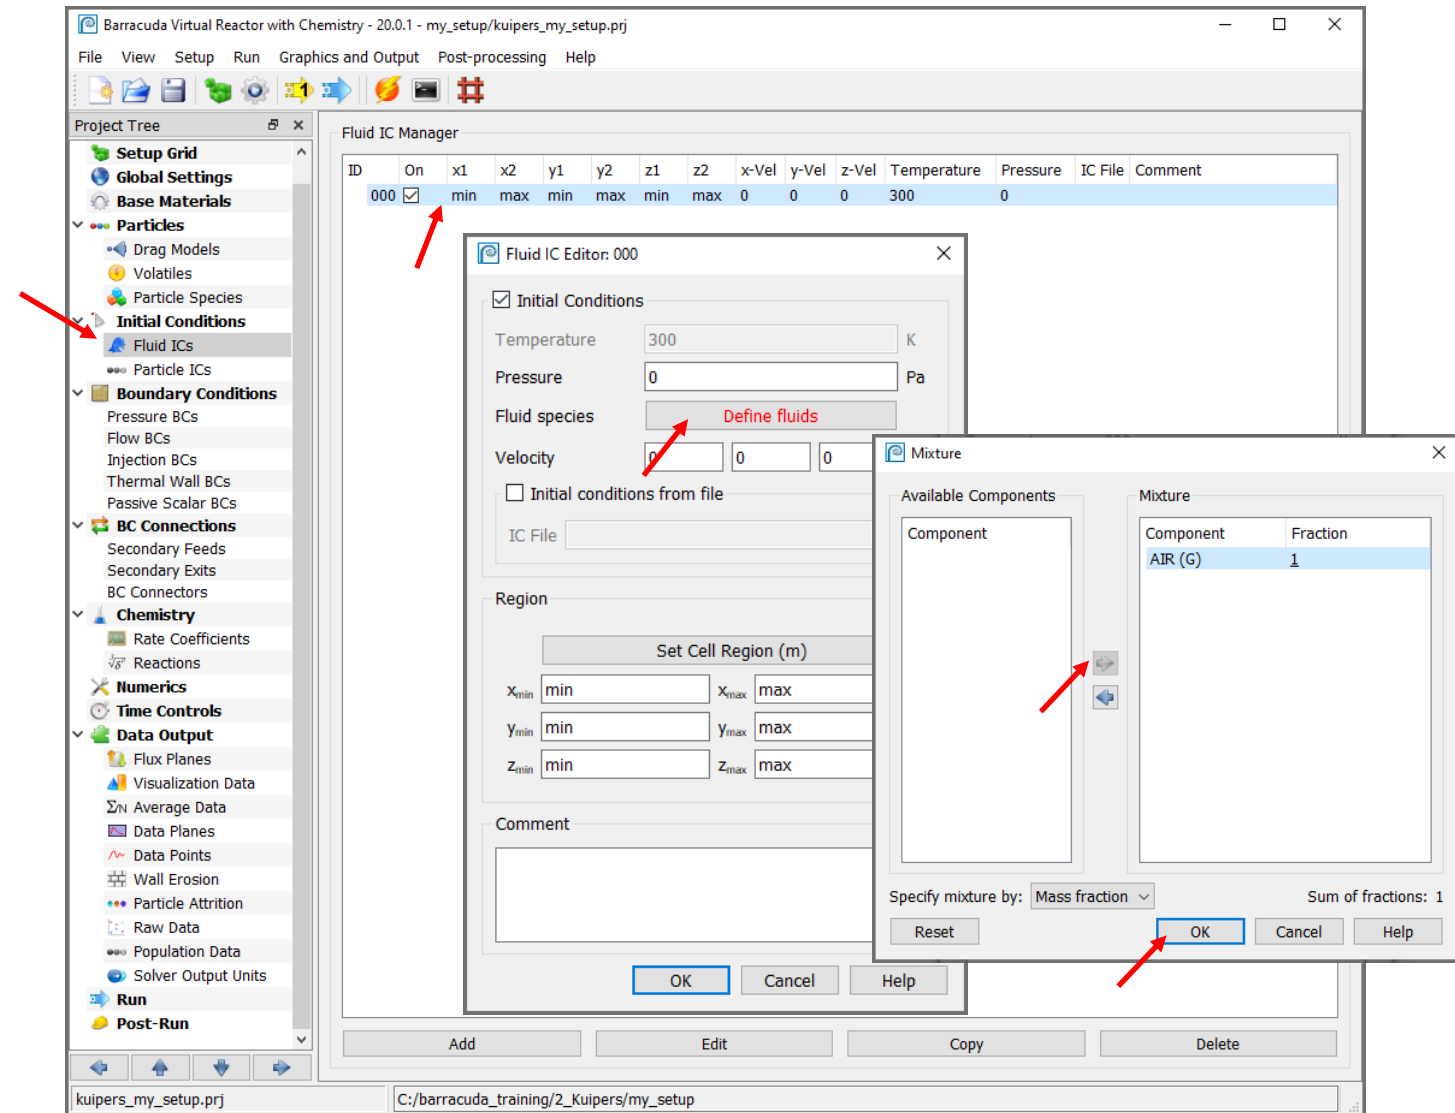 Barracuda Virtual Reactor with Chemistry - 20.0.1 - my_setup/kuipers_my_setup.prj
File View Setup Run Graphics and Output Post-processing Help
Project Tree
Setup Grid
Global Settings
Base Materials
Particles
Drag Models
Volatiles
Particle Species
Initial Conditions
Fluid ICs
Particle ICs
Boundary Conditions
Pressure BCs
Flow BCs
Injection BCs
Thermal Wall BCs
Passive Scalar BCs
BC Connections
Secondary Feeds
Secondary Exits
BC Connectors
Chemistry
Rate Coefficients
Reactions
Numerics
Time Controls
Data Output
Flux Planes
Visualization Data
Average Data
Data Planes
Data Points
Wall Erosion
Particle Attrition
Raw Data
Population Data
Solver Output Units
Run
Post-Run
Fluid IC Manager
ID On x1 x2 y1 y2 z1 z2 x-Vel y-Vel z-Vel Temperature Pressure IC File Comment
000 min max min max min max 0 0 0 300 0
Fluid IC Editor: 000
Initial Conditions
Temperature 300 K
Pressure 0 Pa
Fluid species Define fluids
Velocity 0 0 0
Initial conditions from file
IC File
Region
Set Cell Region (m)
xmin min xmax max
ymin min ymax max
zmin min zmax max
Comment
OK Cancel Help
Mixture
Available Components Mixture
Component Component Fraction
AIR (G) 1
Specify mixture by: Mass fraction Sum of fractions: 1
Reset OK Cancel Help
Add Edit Copy Delete
kuipers_my_setup.prj C:/barracuda_training/2_Kuipers/my_setup